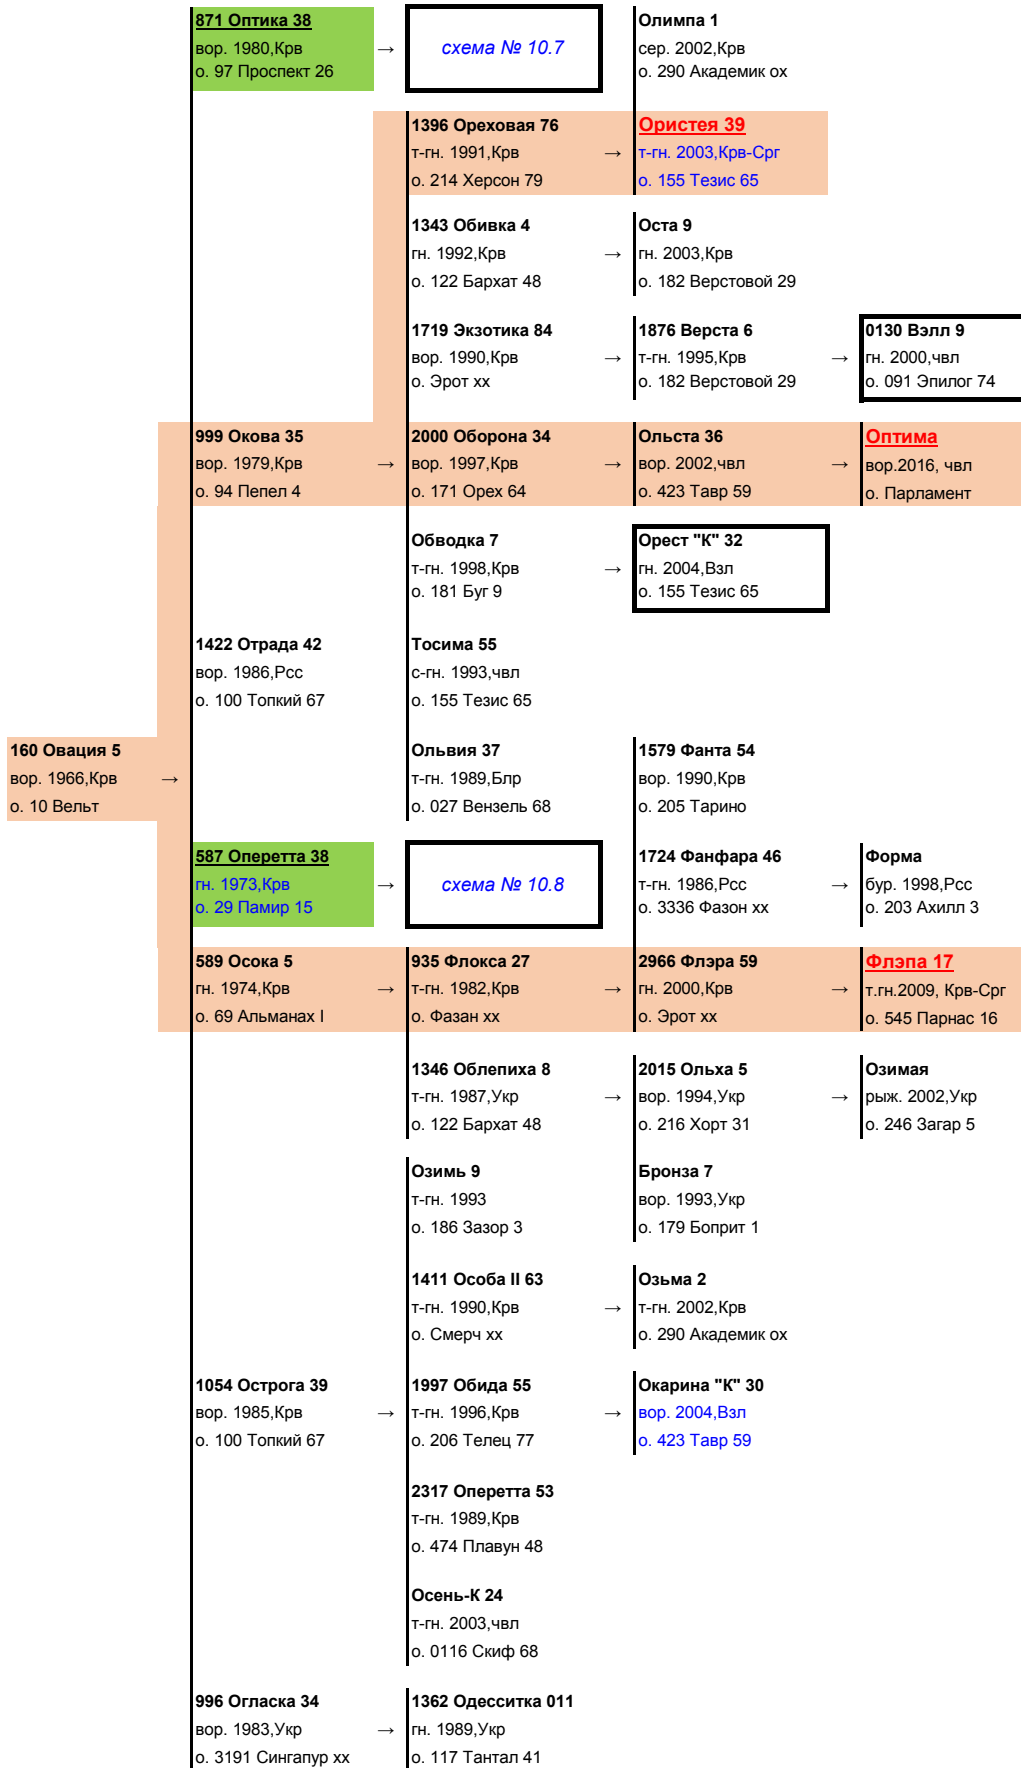 871 Оптика 38
вор. 1980,Крв
о. 97 Проспект 26
→
схема № 10.7
Олимпа 1
сер. 2002,Крв
о. 290 Академик ох
1396 Ореховая 76
т-гн. 1991,Крв
о. 214 Херсон 79
→
Ористея 39
т-гн. 2003,Крв-Срг
о. 155 Тезис 65
1343 Обивка 4
гн. 1992,Крв
о. 122 Бархат 48
→
Оста 9
гн. 2003,Крв
о. 182 Верстовой 29
1719 Экзотика 84
вор. 1990,Крв
о. Эрот хх
→
1876 Верста 6
т-гн. 1995,Крв
о. 182 Верстовой 29
→
0130 Вэлл 9
гн. 2000,чвл
о. 091 Эпилог 74
999 Окова 35
вор. 1979,Крв
о. 94 Пепел 4
→
2000 Оборона 34
вор. 1997,Крв
о. 171 Орех 64
→
Ольста 36
вор. 2002,чвл
о. 423 Тавр 59
→
Оптима
вор.2016, чвл
о. Парламент
Обводка 7
т-гн. 1998,Крв
о. 181 Буг 9
→
Орест "К" 32
гн. 2004,Взл
о. 155 Тезис 65
1422 Отрада 42
вор. 1986,Рсс
о. 100 Топкий 67
Тосима 55
с-гн. 1993,чвл
о. 155 Тезис 65
160 Овация 5
вор. 1966,Крв
о. 10 Вельт
→
Ольвия 37
т-гн. 1989,Блр
о. 027 Вензель 68
1579 Фанта 54
вор. 1990,Крв
о. 205 Тарино
587 Оперетта 38
гн. 1973,Крв
о. 29 Памир 15
→
схема № 10.8
1724 Фанфара 46
т-гн. 1986,Рсс
о. 3336 Фазон хх
→
Форма
бур. 1998,Рсс
о. 203 Ахилл 3
589 Осока 5
гн. 1974,Крв
о. 69 Альманах I
→
935 Флокса 27
т-гн. 1982,Крв
о. Фазан хх
→
2966 Флэра 59
гн. 2000,Крв
о. Эрот хх
→
Флэпа 17
т.гн.2009, Крв-Срг
о. 545 Парнас 16
1346 Облепиха 8
т-гн. 1987,Укр
о. 122 Бархат 48
→
2015 Ольха 5
вор. 1994,Укр
о. 216 Хорт 31
→
Озимая
рыж. 2002,Укр
о. 246 Загар 5
Озимь 9
т-гн. 1993
о. 186 Зазор 3
Бронза 7
вор. 1993,Укр
о. 179 Боприт 1
1411 Особа II 63
т-гн. 1990,Крв
о. Смерч хх
→
Озьма 2
т-гн. 2002,Крв
о. 290 Академик ох
1054 Острога 39
вор. 1985,Крв
о. 100 Топкий 67
→
1997 Обида 55
т-гн. 1996,Крв
о. 206 Телец 77
→
Окарина "К" 30
вор. 2004,Взл
о. 423 Тавр 59
2317 Оперетта 53
т-гн. 1989,Крв
о. 474 Плавун 48
Осень-К 24
т-гн. 2003,чвл
о. 0116 Скиф 68
996 Огласка 34
вор. 1983,Укр
о. 3191 Сингапур хх
→
1362 Одесситка 011
гн. 1989,Укр
о. 117 Тантал 41